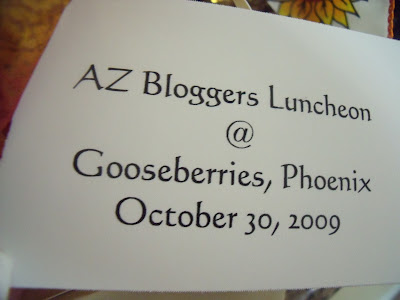 AZ Bloggers Luncheon
@
Gooseberries, Phoenix
October 30, 2009